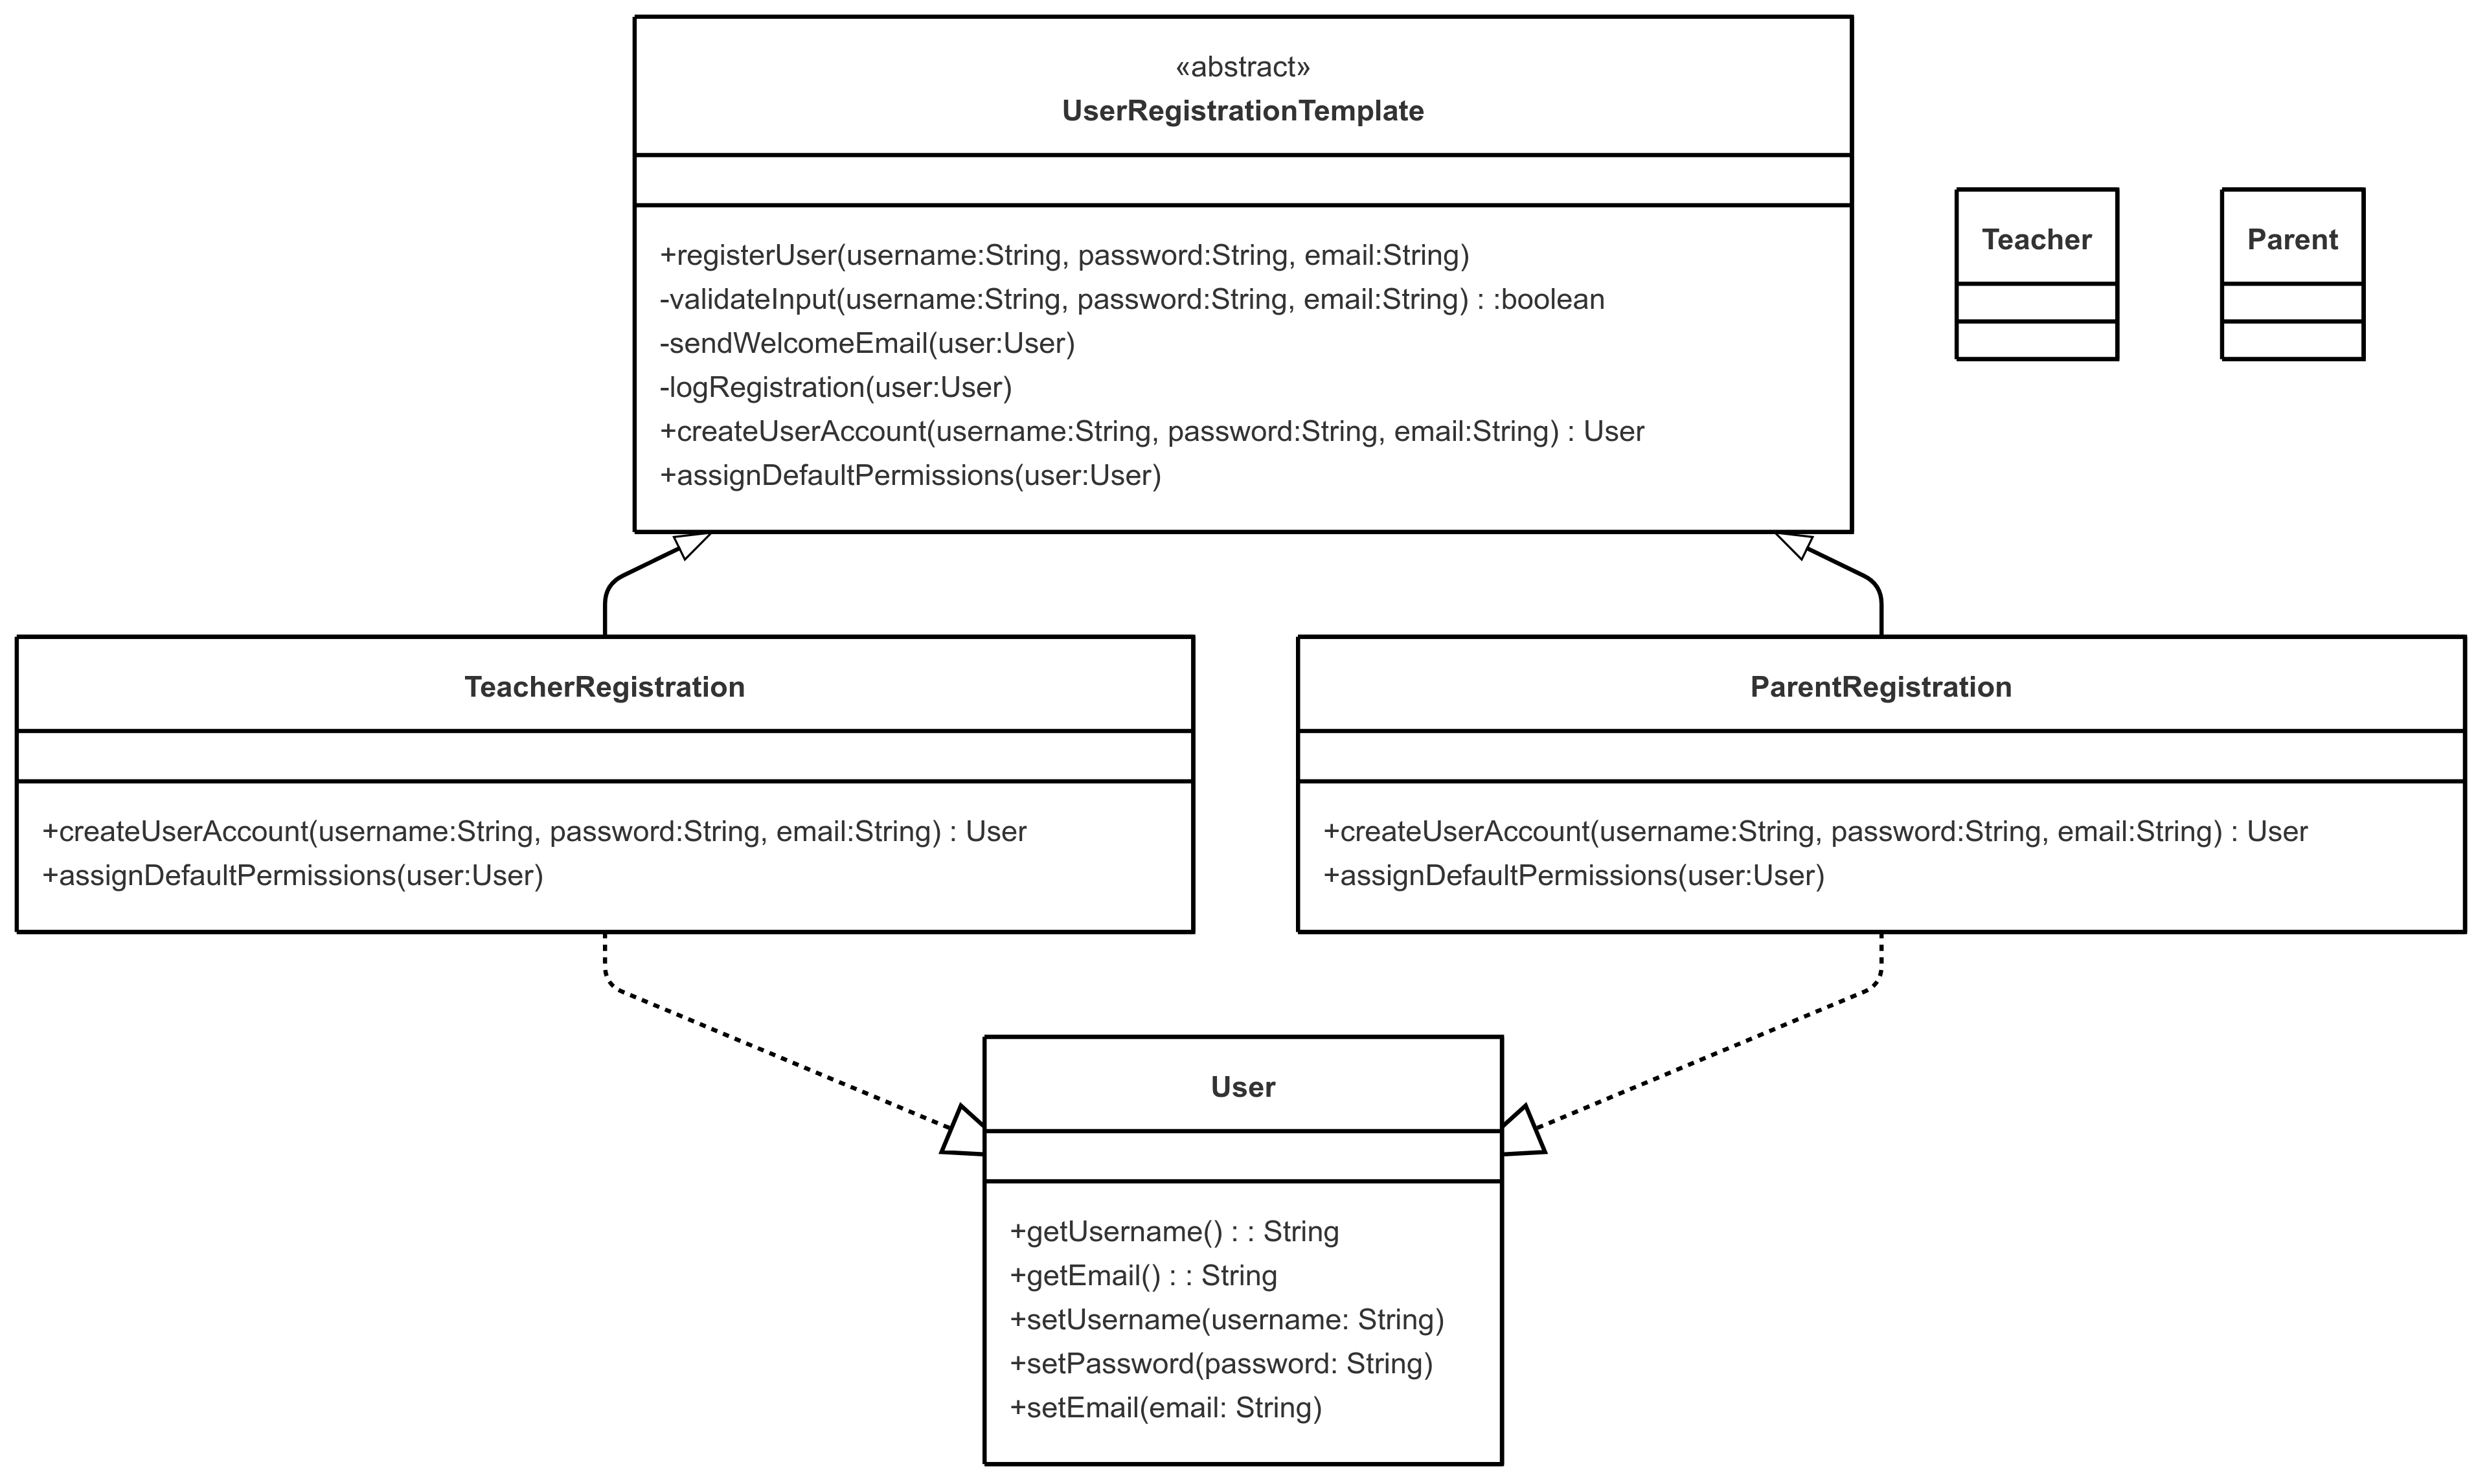 «abstract»
UserRegistrationTemplate
+registerUser(username:String, password:String, email:String)
-validateInput(username:String, password:String, email:String) : :boolean
-sendWelcomeEmail(user:User)
-logRegistration(user:User)
+createUserAccount(username:String, password:String, email:String) : User
+assignDefaultPermissions(user:User)
Teacher
Parent
TeacherRegistration
+createUserAccount(username:String, password:String, email:String) : User
+assignDefaultPermissions(user:User)
ParentRegistration
+createUserAccount(username:String, password:String, email:String) : User
+assignDefaultPermissions(user:User)
User
+getUsername() : : String
+getEmail() : : String
+setUsername(username: String)
+setPassword(password: String)
+setEmail(email: String)